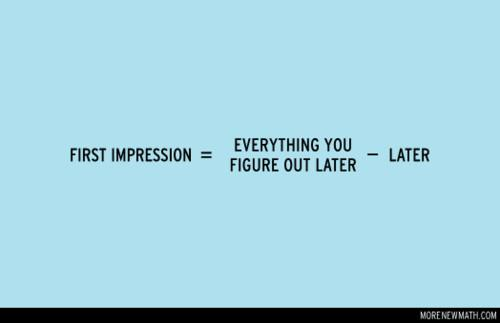 FIRST IMPRESSION = EVERYTHING YOU FIGURE OUT LATER − LATER
MORENEWMATH.COM